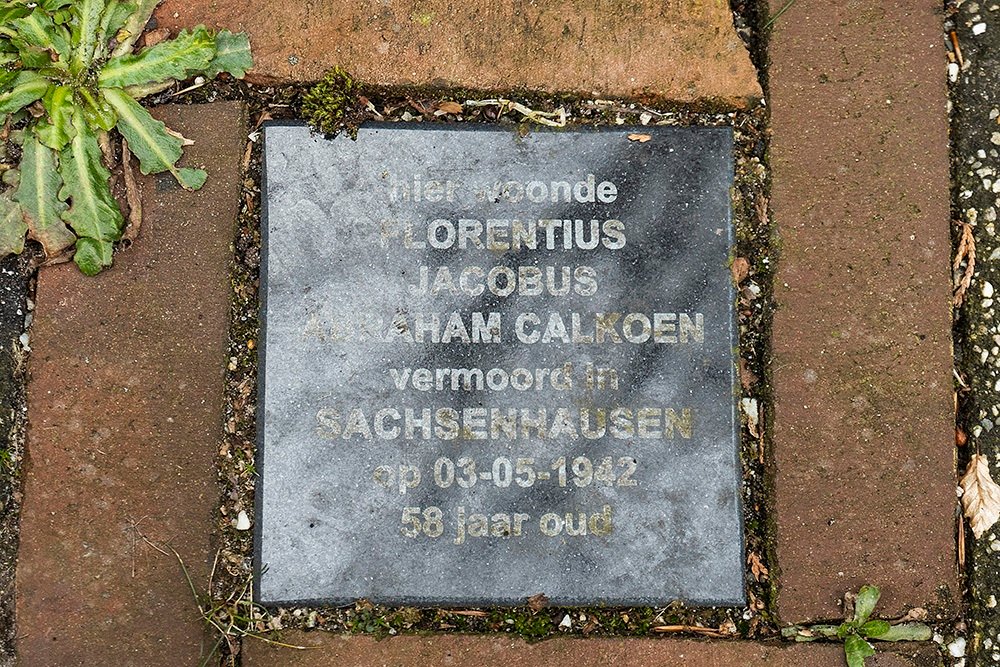 hier woonde
FLORENTIUS
JACOBUS
ABRAHAM CALKOEN
vermoord in
SACHSENHAUSEN
op 03-05-1942
58 jaar oud